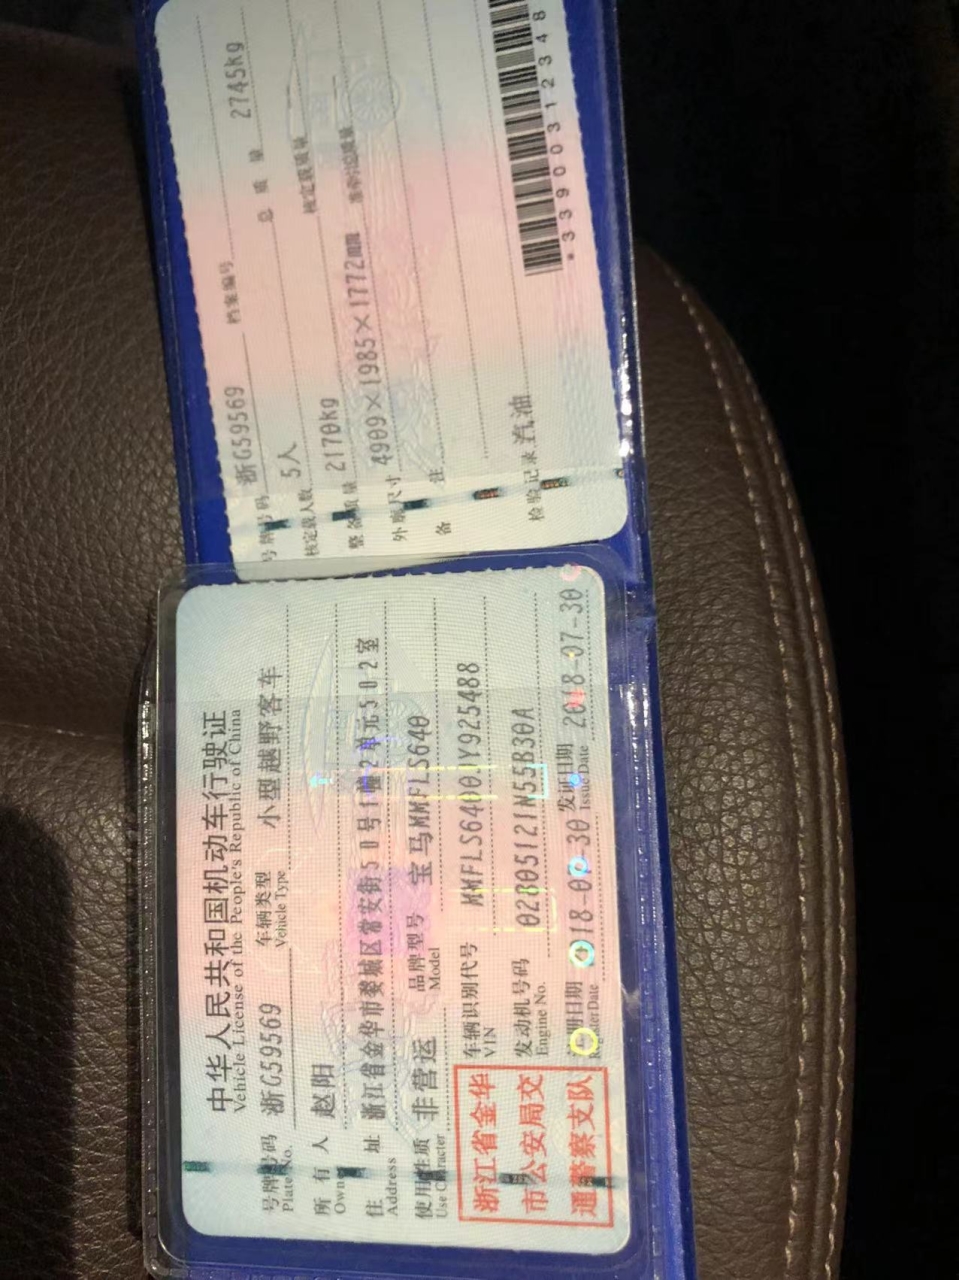 中华人民共和国机动车行驶证
Vehicle License of the People's Republic of China
号牌号码 浙G59569 车辆类型 小型越野客车
Plate No. Vehicle Type
所有人 赵阳
Owner
住址 浙江省金华市婺城区常安街50号1幢2单元502室
Address
使用性质 非营运 品牌型号 宝马MMFLS640
Use Character Model
浙江省金华
市公安局交
通警察支队
车辆识别代号 MMFLS6400JY925488
VIN
发动机号码 0280512IN55B30A
Engine No.
注册日期 发证日期 2018-07-30
Register Date Issue Date
号牌号码 浙G59569 档案编号
核定载人数 5人 总质量 2745kg
整备质量 2170kg 核定载质量
外廓尺寸 4909×1985×1772mm 准牵引总质量
备注
检验记录 汽油
*3390031 2348